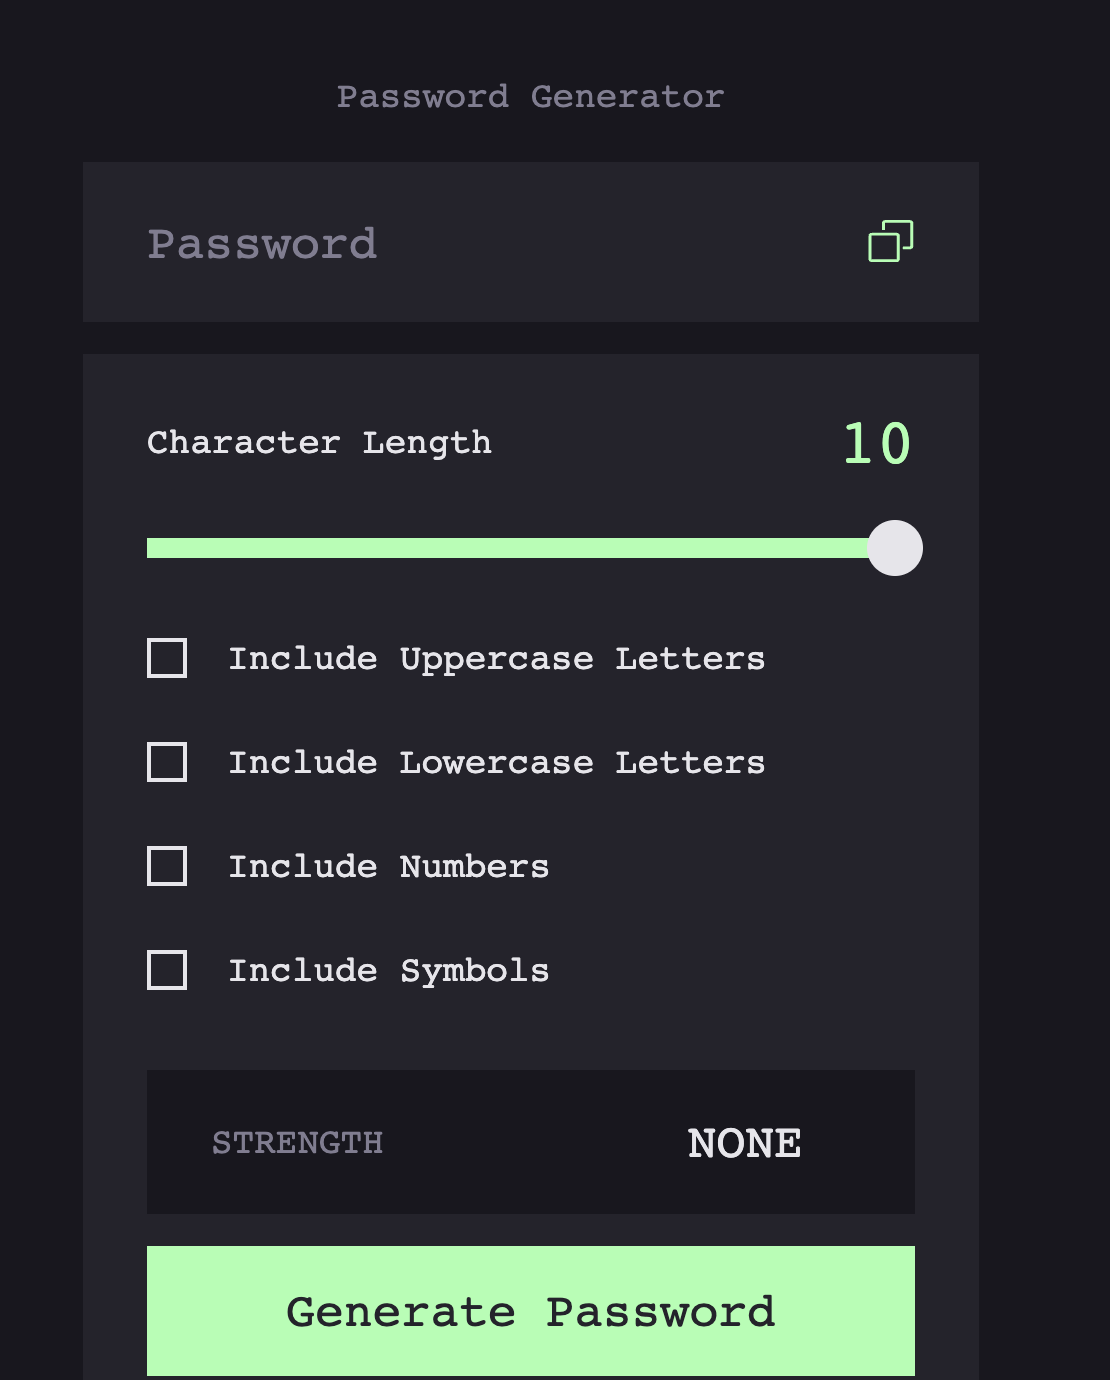 Password Generator
Password
Character Length 10
Include Uppercase Letters
Include Lowercase Letters
Include Numbers
Include Symbols
STRENGTH NONE
Generate Password